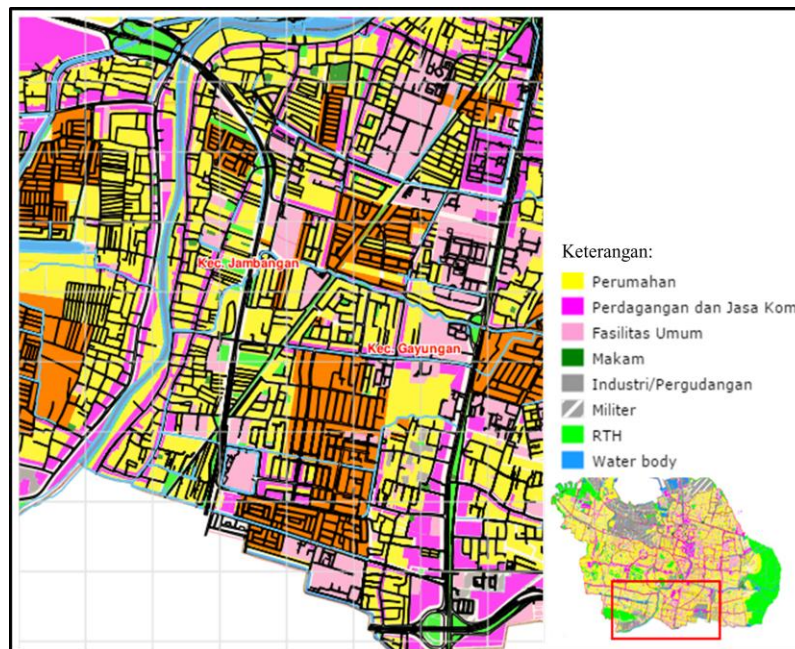 Kec. Jambangan
Kec. Gayungan
Keterangan:
Perumahan
Perdagangan dan Jasa Kom
Fasilitas Umum
Makam
Industri/Pergudangan
Militer
RTH
Water body